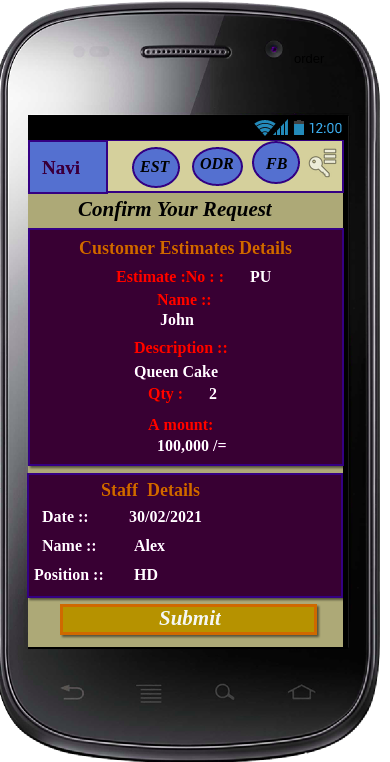 order
12:00
Navi EST ODR FB
Confirm Your Request
Customer Estimates Details
Estimate :No : : PU
Name ::
John
Description ::
Queen Cake
Qty : 2
A mount:
100,000 /=
Staff Details
Date :: 30/02/2021
Name :: Alex
Position :: HD
Submit